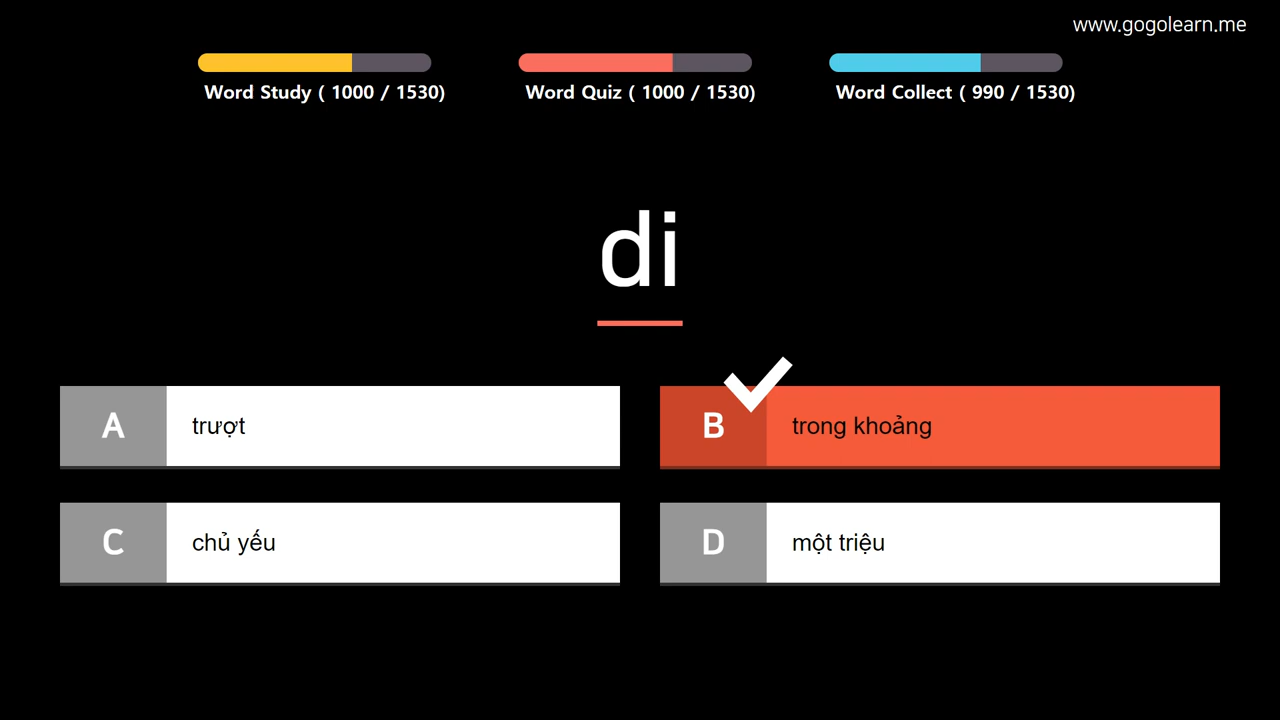 www.gogolearn.me
Word Study ( 1000 / 1530)
Word Quiz ( 1000 / 1530)
Word Collect ( 990 / 1530)
di
A trượt
B trong khoảng
C chủ yếu
D một triệu